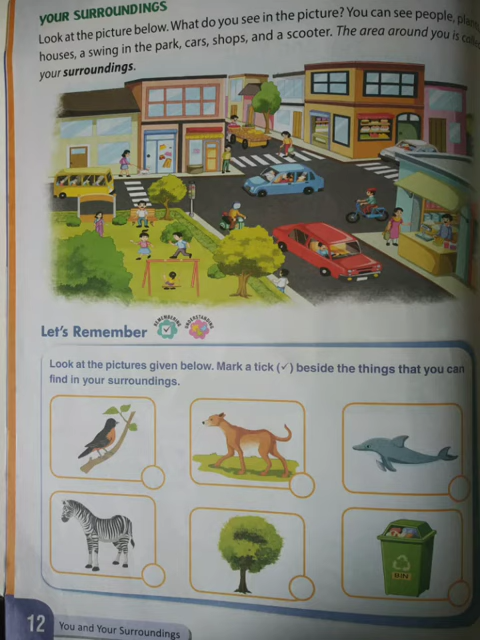 YOUR SURROUNDINGS
Look at the picture below. What do you see in the picture? You can see people,
houses, a swing in the park, cars, shops, and a scooter. The area around you is
your surroundings.
Let's Remember
REMEMBERING
UNDERSTANDING
Look at the pictures given below. Mark a tick (✓) beside the things that you can
find in your surroundings.
BIN
12 You and Your Surroundings